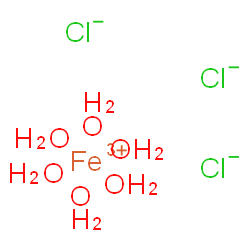 Cl⁻
Cl⁻
H₂
H₂O O OH₂
Fe³⁺
H₂O OH₂ Cl⁻
O
H₂